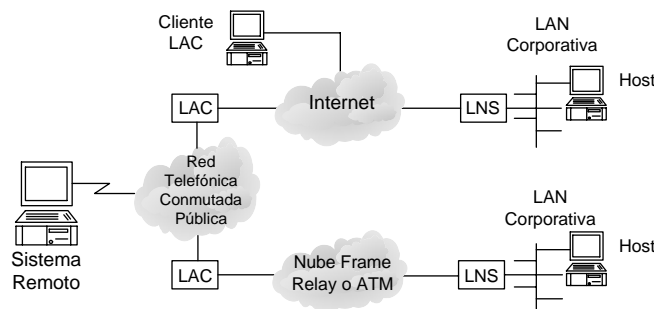 Cliente
LAC
LAN
Corporativa
Host
LAC
Internet
LNS
Red
Telefónica
Conmutada
Pública
Sistema
Remoto
LAN
Corporativa
Host
LAC
Nube Frame
Relay o ATM
LNS